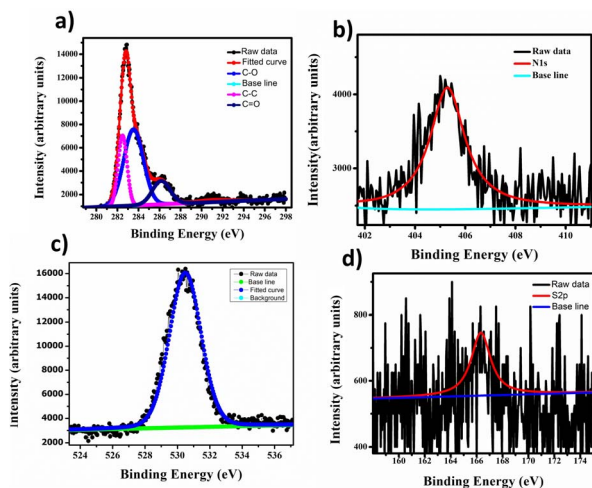 a)
Raw data
Fitted curve
C-O
Base line
C-C
C=O
Intensity (arbitrary units)
14000
12000
10000
8000
6000
4000
2000
280 282 284 286 288 290 292 294 296 298
Binding Energy (eV)
b)
Raw data
N1s
Base line
Intensity (arbitrary units)
4000
3000
402 404 406 408 410
Binding Energy (eV)
c)
Raw data
Base line
Fitted curve
Background
Intensity (arbitrary units)
16000
14000
12000
10000
8000
6000
4000
2000
524 526 528 530 532 534 536
Binding Energy (eV)
d)
Raw data
S2p
Base line
Intensity (arbitrary units)
800
600
400
160 162 164 166 168 170 172 174
Binding Energy (eV)